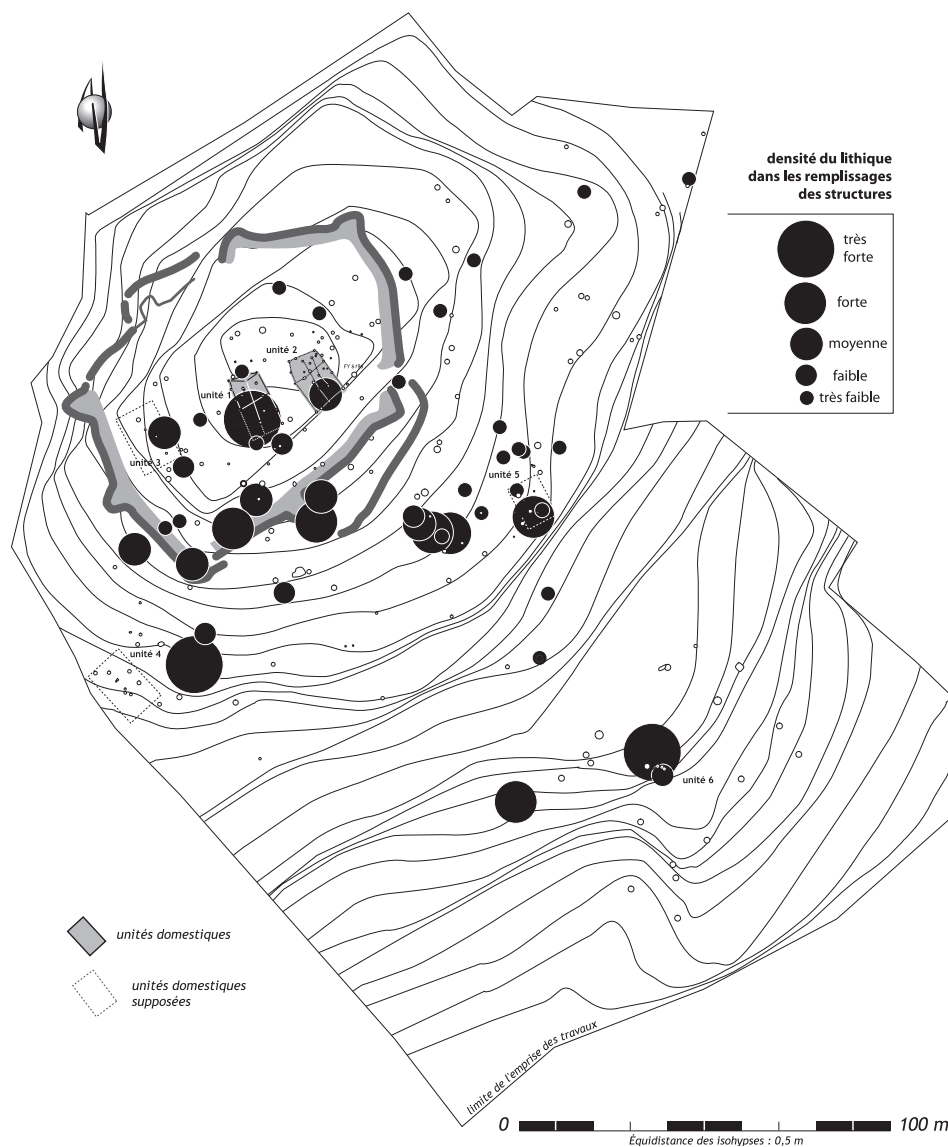 densité du lithique
dans les remplissages
des structures
très
forte
forte
moyenne
faible
très faible
unité 2
unité 1
unité 3
unité 5
unité 4
unité 6
unités domestiques
unités domestiques
supposées
limite de l'emprise des travaux
0
100 m
Équidistance des isohypses : 0,5 m